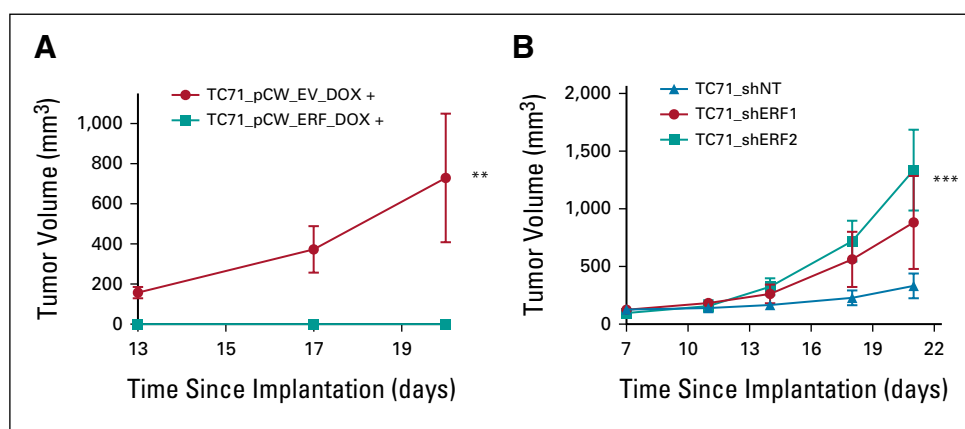 A
TC71_pCW_EV_DOX +
TC71_pCW_ERF_DOX +
Tumor Volume (mm³)
1,000
800
600
400
200
0
**
13
15
17
19
Time Since Implantation (days)
B
TC71_shNT
TC71_shERF1
TC71_shERF2
Tumor Volume (mm³)
2,000
1,500
1,000
500
0
***
7
10
13
16
19
22
Time Since Implantation (days)